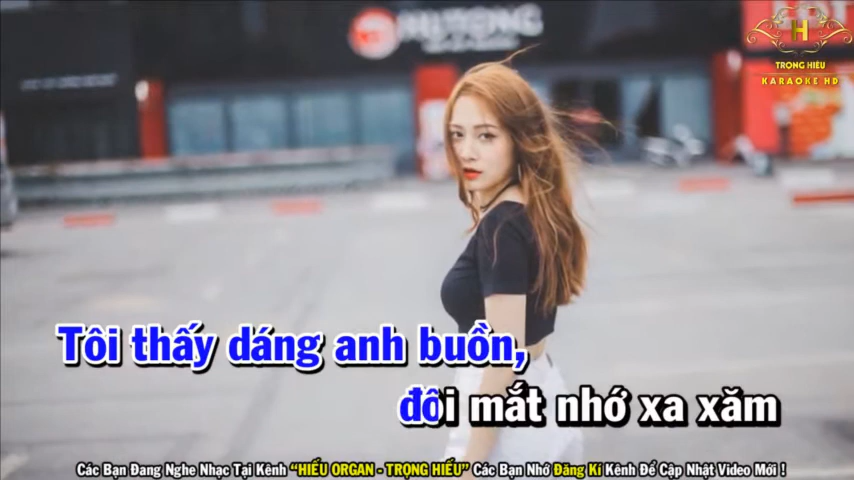 H
TRỌNG HIẾU
KARAOKE HD
Tôi thấy dáng anh buồn,
đôi mắt nhớ xa xăm
Các Bạn Đang Nghe Nhạc Tại Kênh “HIẾU ORGAN - TRỌNG HIẾU” Các Bạn Nhớ Đăng Kí Kênh Để Cập Nhật Video Mới !